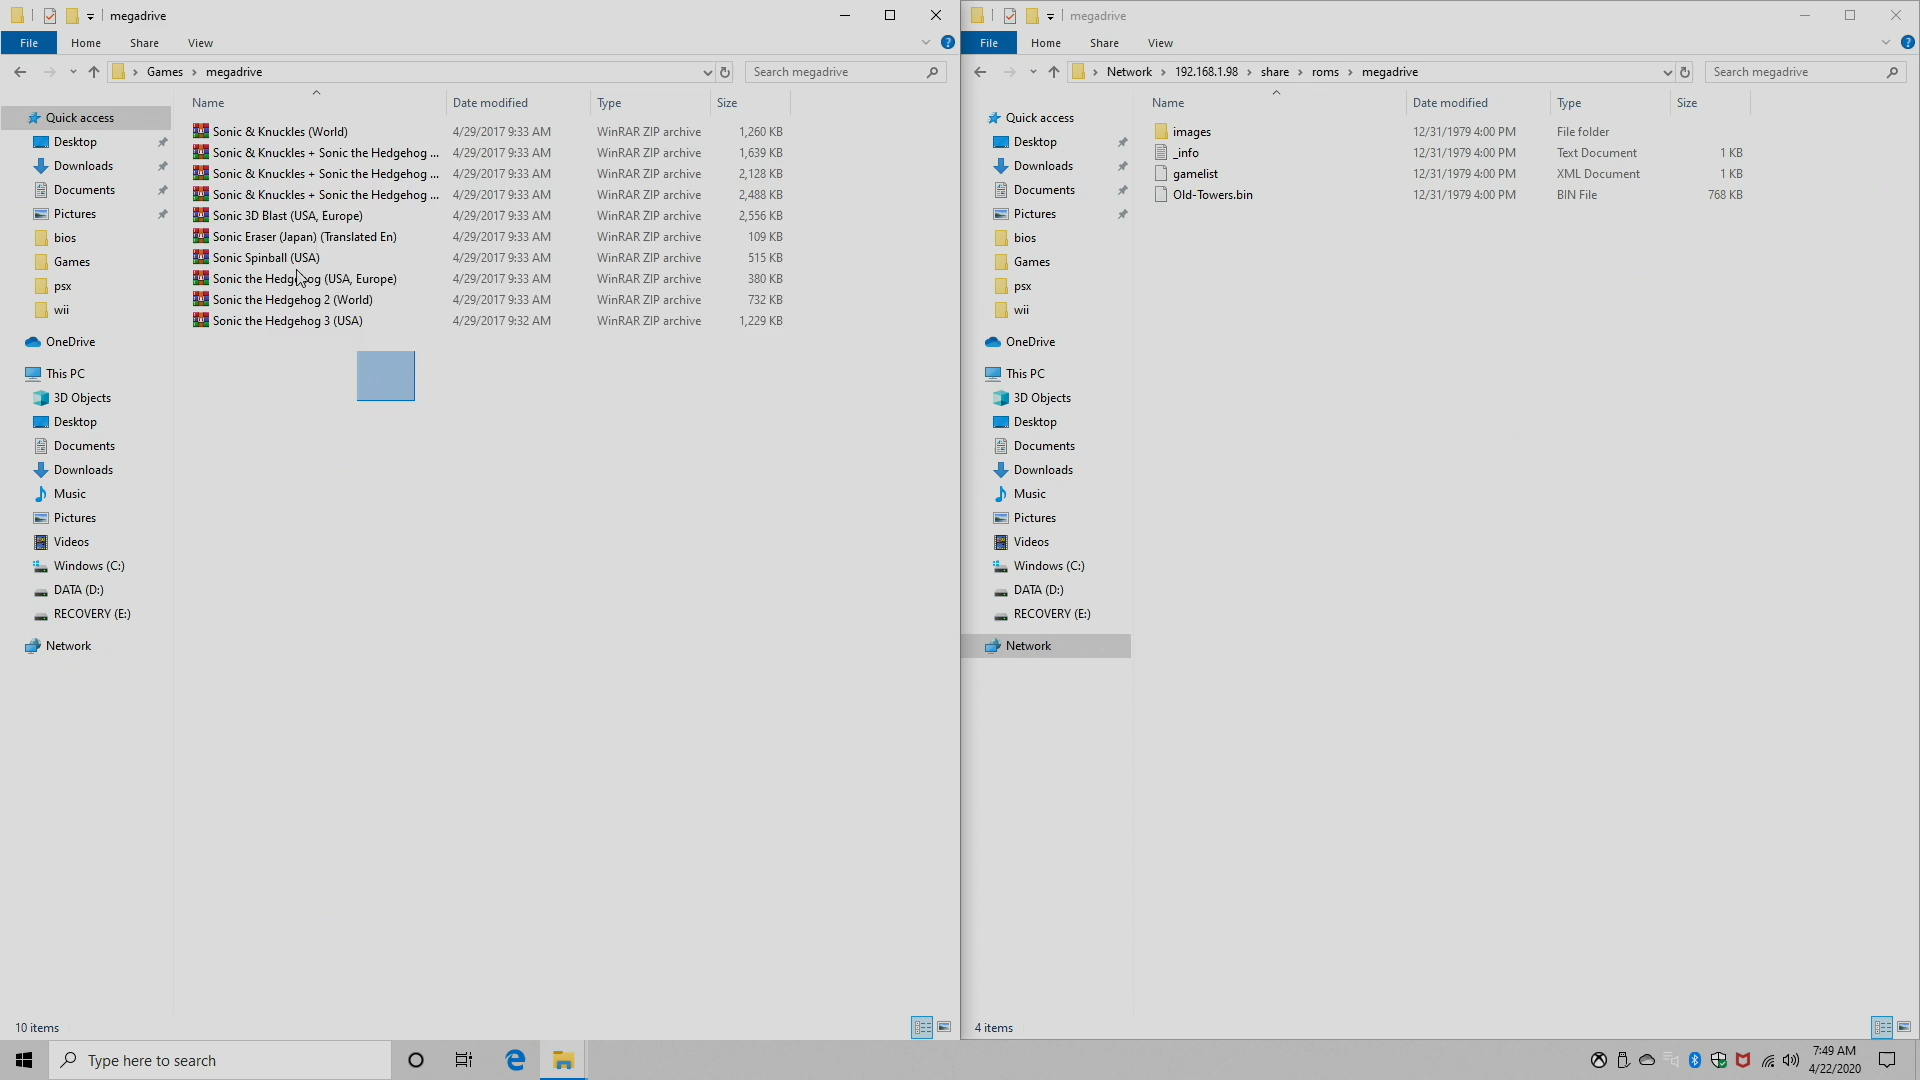 megadrive
File Home Share View
Games megadrive
Search megadrive
Quick access
Desktop
Downloads
Documents
Pictures
bios
Games
psx
wii
OneDrive
This PC
3D Objects
Desktop
Documents
Downloads
Music
Pictures
Videos
Windows (C:)
DATA (D:)
RECOVERY (E:)
Network
Name Date modified Type Size
Sonic & Knuckles (World) 4/29/2017 9:33 AM WinRAR ZIP archive 1,260 KB
Sonic & Knuckles + Sonic the Hedgehog ... 4/29/2017 9:33 AM WinRAR ZIP archive 1,639 KB
Sonic & Knuckles + Sonic the Hedgehog ... 4/29/2017 9:33 AM WinRAR ZIP archive 2,128 KB
Sonic & Knuckles + Sonic the Hedgehog ... 4/29/2017 9:33 AM WinRAR ZIP archive 2,488 KB
Sonic 3D Blast (USA, Europe) 4/29/2017 9:33 AM WinRAR ZIP archive 2,556 KB
Sonic Eraser (Japan) (Translated En) 4/29/2017 9:33 AM WinRAR ZIP archive 109 KB
Sonic Spinball (USA) 4/29/2017 9:33 AM WinRAR ZIP archive 515 KB
Sonic the Hedgehog (USA, Europe) 4/29/2017 9:33 AM WinRAR ZIP archive 380 KB
Sonic the Hedgehog 2 (World) 4/29/2017 9:33 AM WinRAR ZIP archive 732 KB
Sonic the Hedgehog 3 (USA) 4/29/2017 9:32 AM WinRAR ZIP archive 1,229 KB
10 items
megadrive
File Home Share View
Network 192.168.1.98 share roms megadrive
Search megadrive
Quick access
Desktop
Downloads
Documents
Pictures
bios
Games
psx
wii
OneDrive
This PC
3D Objects
Desktop
Documents
Downloads
Music
Pictures
Videos
Windows (C:)
DATA (D:)
RECOVERY (E:)
Network
Name Date modified Type Size
images 12/31/1979 4:00 PM File folder
_info 12/31/1979 4:00 PM Text Document 1 KB
gamelist 12/31/1979 4:00 PM XML Document 1 KB
Old-Towers.bin 12/31/1979 4:00 PM BIN File 768 KB
4 items
Type here to search
7:49 AM
4/22/2020